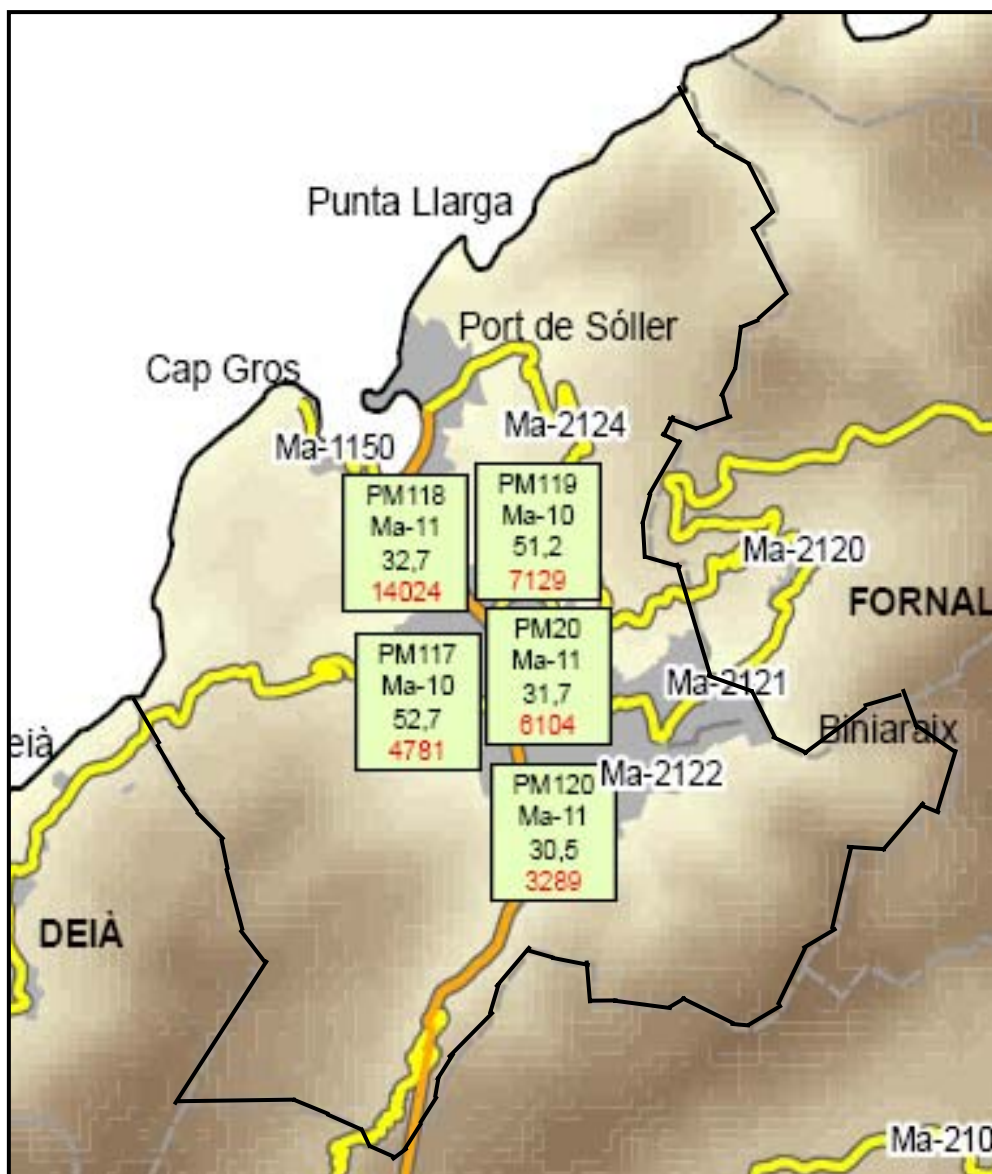 Punta Llarga
Port de Sóller
Cap Gros
Ma-1150
Ma-2124
PM118
Ma-11
32,7
14024
PM119
Ma-10
51,2
7129
Ma-2120
FORNAL
PM117
Ma-10
52,7
4781
PM20
Ma-11
31,7
6104
Ma-2121
Biniaraix
eià
Ma-2122
PM120
Ma-11
30,5
3289
DEIÀ
Ma-210